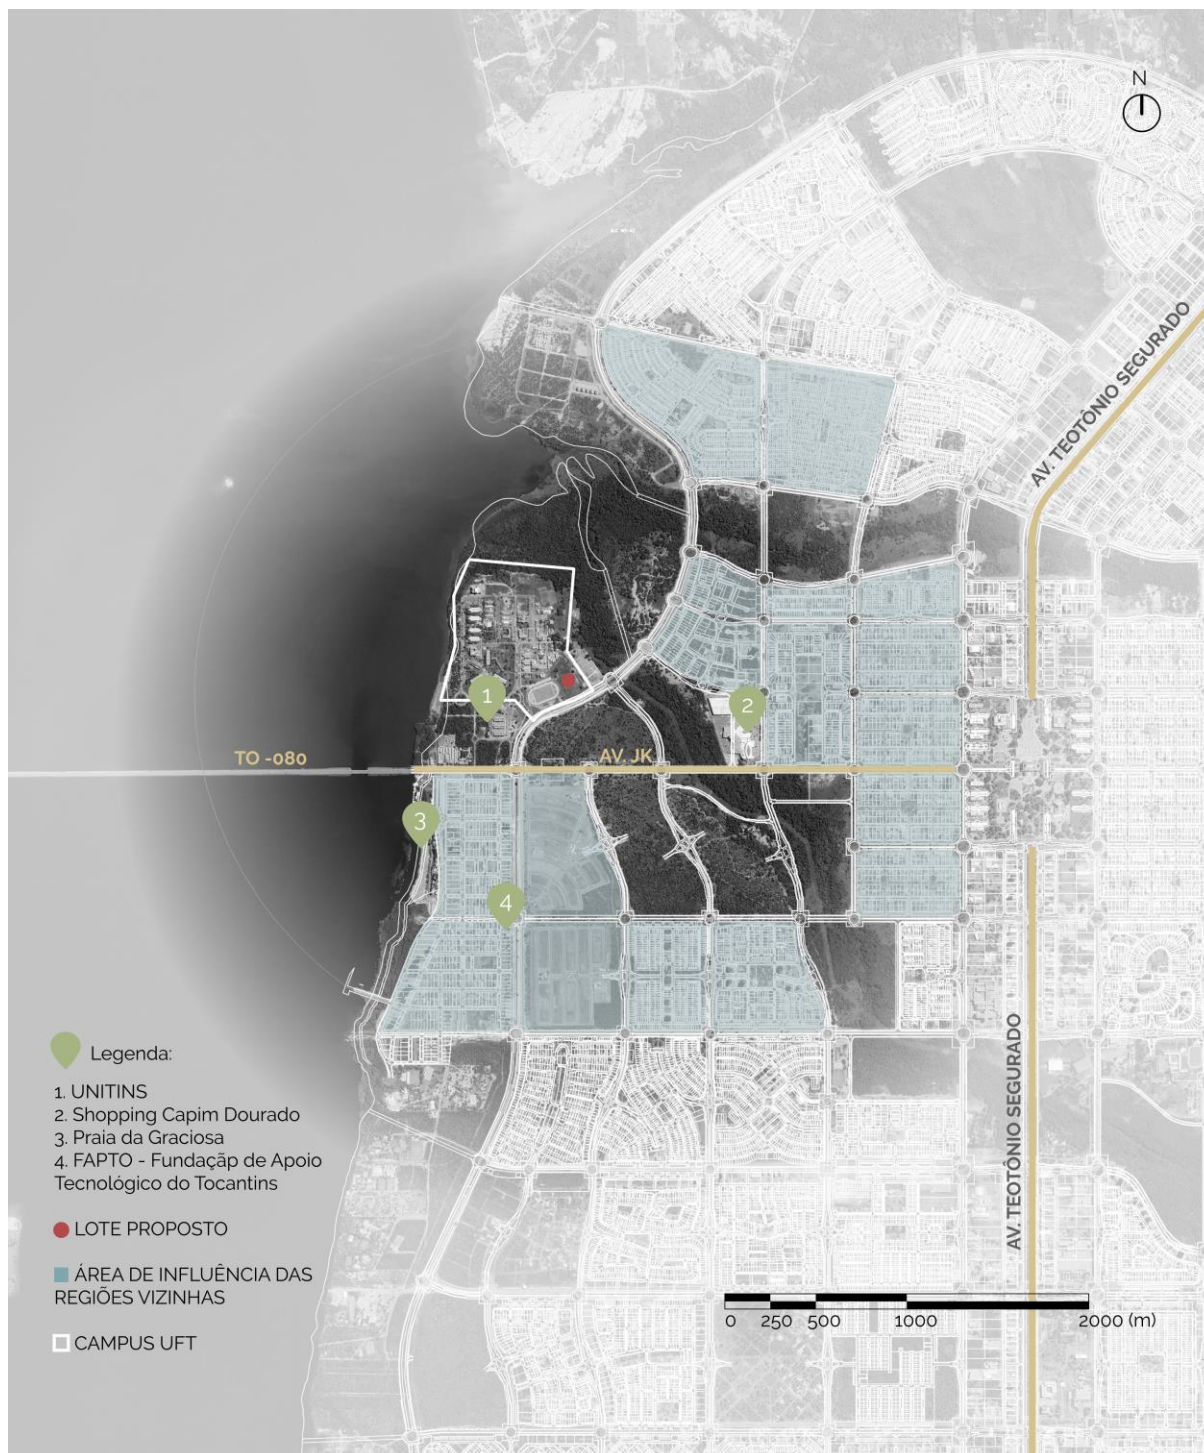 N
AV. TEOTÔNIO SEGURADO
1
2
TO -080
AV. JK
3
4
AV. TEOTÔNIO SEGURADO
Legenda:
1. UNITINS
2. Shopping Capim Dourado
3. Praia da Graciosa
4. FAPTO - Fundaçãp de Apoio
Tecnológico do Tocantins
LOTE PROPOSTO
ÁREA DE INFLUÊNCIA DAS
REGIÕES VIZINHAS
CAMPUS UFT
0 250 500 1000 2000 (m)